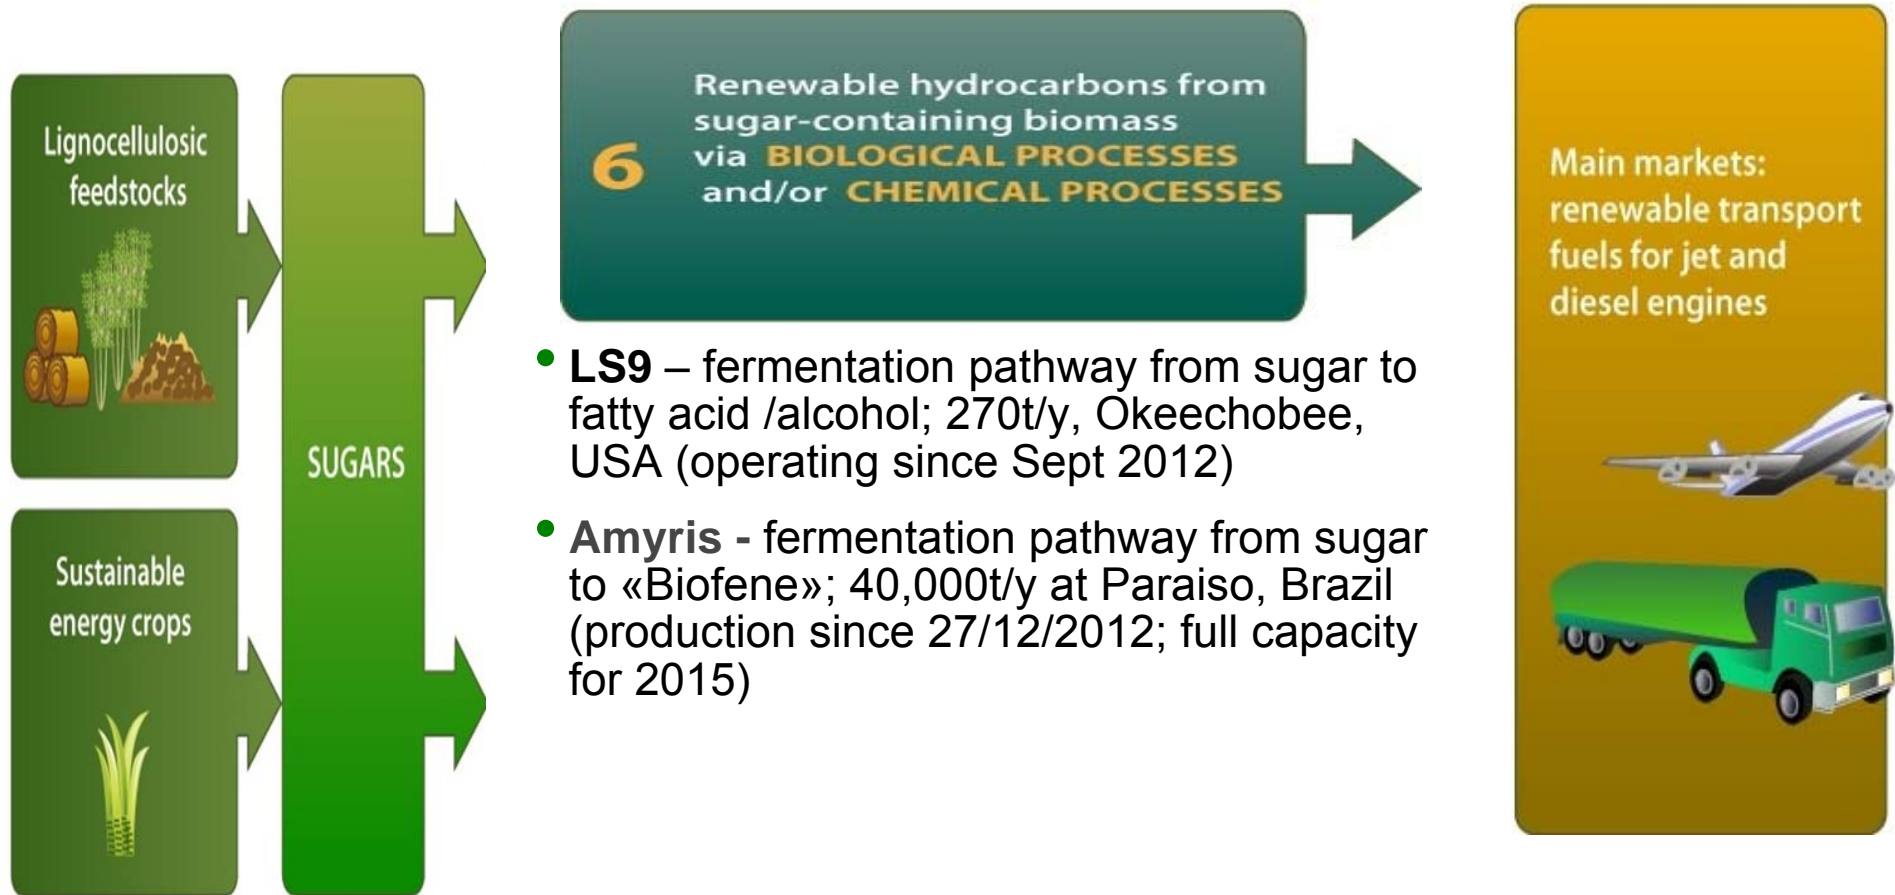 Lignocellulosic
feedstocks
Sustainable
energy crops
SUGARS
6
Renewable hydrocarbons from
sugar-containing biomass
via BIOLOGICAL PROCESSES
and/or CHEMICAL PROCESSES
• LS9 – fermentation pathway from sugar to
fatty acid /alcohol; 270t/y, Okeechobee,
USA (operating since Sept 2012)
• Amyris - fermentation pathway from sugar
to «Biofene»; 40,000t/y at Paraiso, Brazil
(production since 27/12/2012; full capacity
for 2015)
Main markets:
renewable transport
fuels for jet and
diesel engines